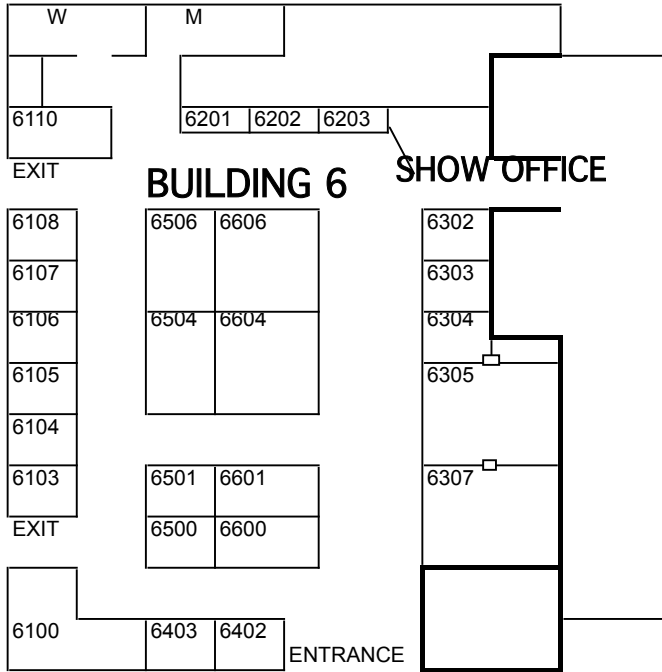 W M
6110 6201 6202 6203
EXIT BUILDING 6 SHOW OFFICE
6108 6506 6606 6302
6107 6303
6106 6504 6604 6304
6105 6305
6104
6103 6501 6601 6307
EXIT 6500 6600
6100 6403 6402 ENTRANCE